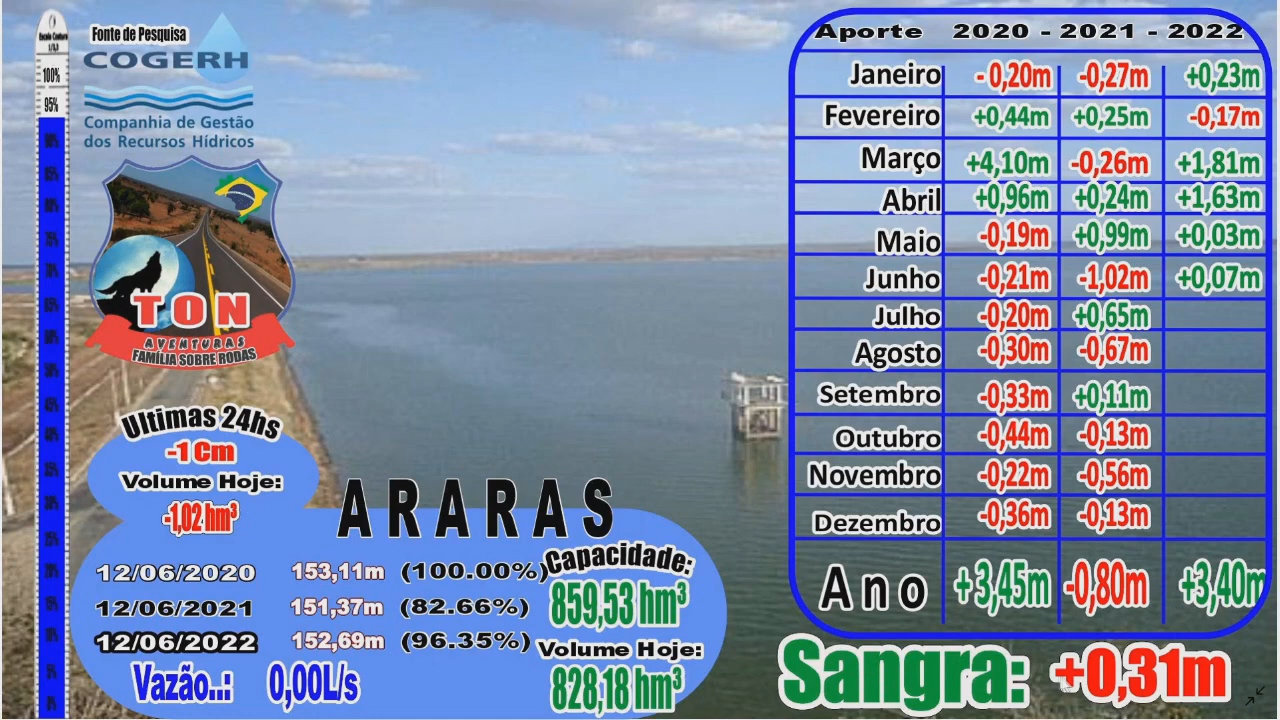 Escala Contura
Fonte de Pesquisa
COGERH
Companhia de Gestão
dos Recursos Hídricos
100%
95%
TON
AVENTURAS
FAMÍLIA SOBRE RODAS
Ultimas 24hs
-1 Cm
Volume Hoje:
-1,02 hm³
ARARAS
12/06/2020 153,11m (100.00%)
12/06/2021 151,37m (82.66%)
12/06/2022 152,69m (96.35%)
Vazão..: 0,00L/s
Capacidade:
859,53 hm³
Volume Hoje:
828,18 hm³
Aporte 2020 - 2021 - 2022
Janeiro -0,20m -0,27m +0,23m
Fevereiro +0,44m +0,25m -0,17m
Março +4,10m -0,26m +1,81m
Abril +0,96m +0,24m +1,63m
Maio -0,19m +0,99m +0,03m
Junho -0,21m -1,02m +0,07m
Julho -0,20m +0,65m
Agosto -0,30m -0,67m
Setembro -0,33m +0,11m
Outubro -0,44m -0,13m
Novembro -0,22m -0,56m
Dezembro -0,36m -0,13m
Ano +3,45m -0,80m +3,40m
Sangra: +0,31m